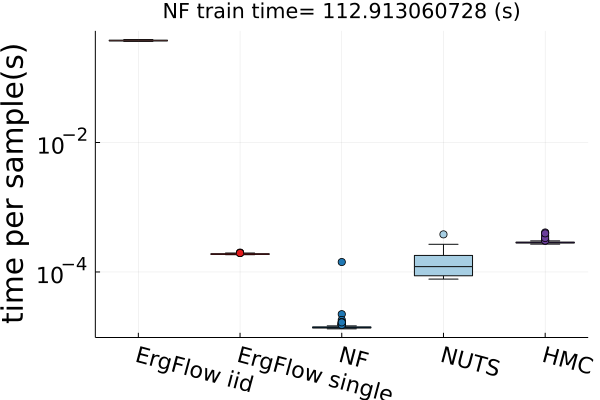 NF train time= 112.913060728 (s)
time per sample(s)
10⁻²
10⁻⁴
ErgFlow iid
ErgFlow single
NF
NUTS
HMC